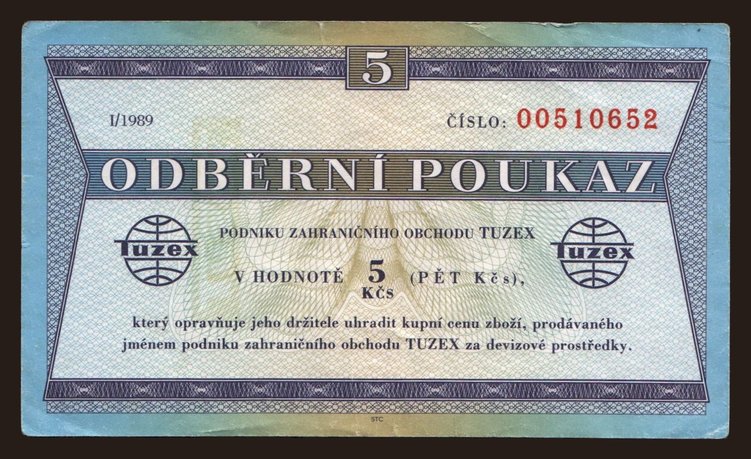 5
I/1989
ČÍSLO: 00510652
ODBĚRNÍ POUKAZ
Tuzex
PODNIKU ZAHRANIČNÍHO OBCHODU TUZEX
Tuzex
V HODNOTĚ 5 KČS (PĚT Kčs),
který opravňuje jeho držitele uhradit kupní cenu zboží, prodávaného
jménem podniku zahraničního obchodu TUZEX za devizové prostředky.
STC